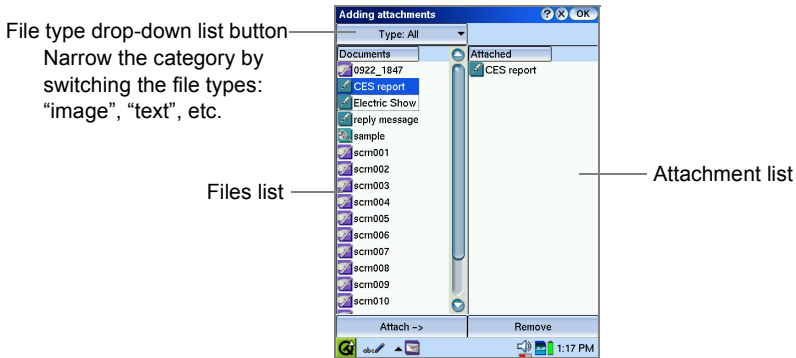 File type drop-down list button
Narrow the category by
switching the file types:
“image”, “text”, etc.
Files list
Attachment list
Adding attachments
? X OK
Type: All
Documents
0922_1847
CES report
Electric Show
reply message
sample
scrn001
scrn002
scrn003
scrn004
scrn005
scrn006
scrn007
scrn008
scrn009
scrn010
Attached
CES report
Attach –>
Remove
abc
1:17 PM